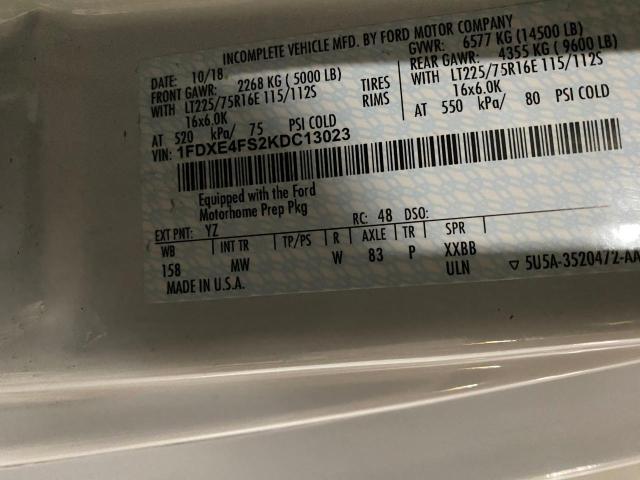 INCOMPLETE VEHICLE MFD. BY FORD MOTOR COMPANY
DATE: 10/18 GVWR: 6577 KG (14500 LB)
FRONT GAWR: 2268 KG ( 5000 LB) REAR GAWR: 4355 KG ( 9600 LB)
WITH LT225/75R16E 115/112S TIRES WITH LT225/75R16E 115/112S
16x6.0K RIMS 16x6.0K
AT 520 kPa/ 75 PSI COLD AT 550 kPa/ 80 PSI COLD
VIN: 1FDXE4FS2KDC13023
Equipped with the Ford
Motorhome Prep Pkg
EXT PNT: YZ RC: 48 DSO:
WB INT TR TP/PS R AXLE TR SPR
158 MW W 83 P XXBB
ULN
MADE IN U.S.A. ▽ 5U5A-3520472-AA